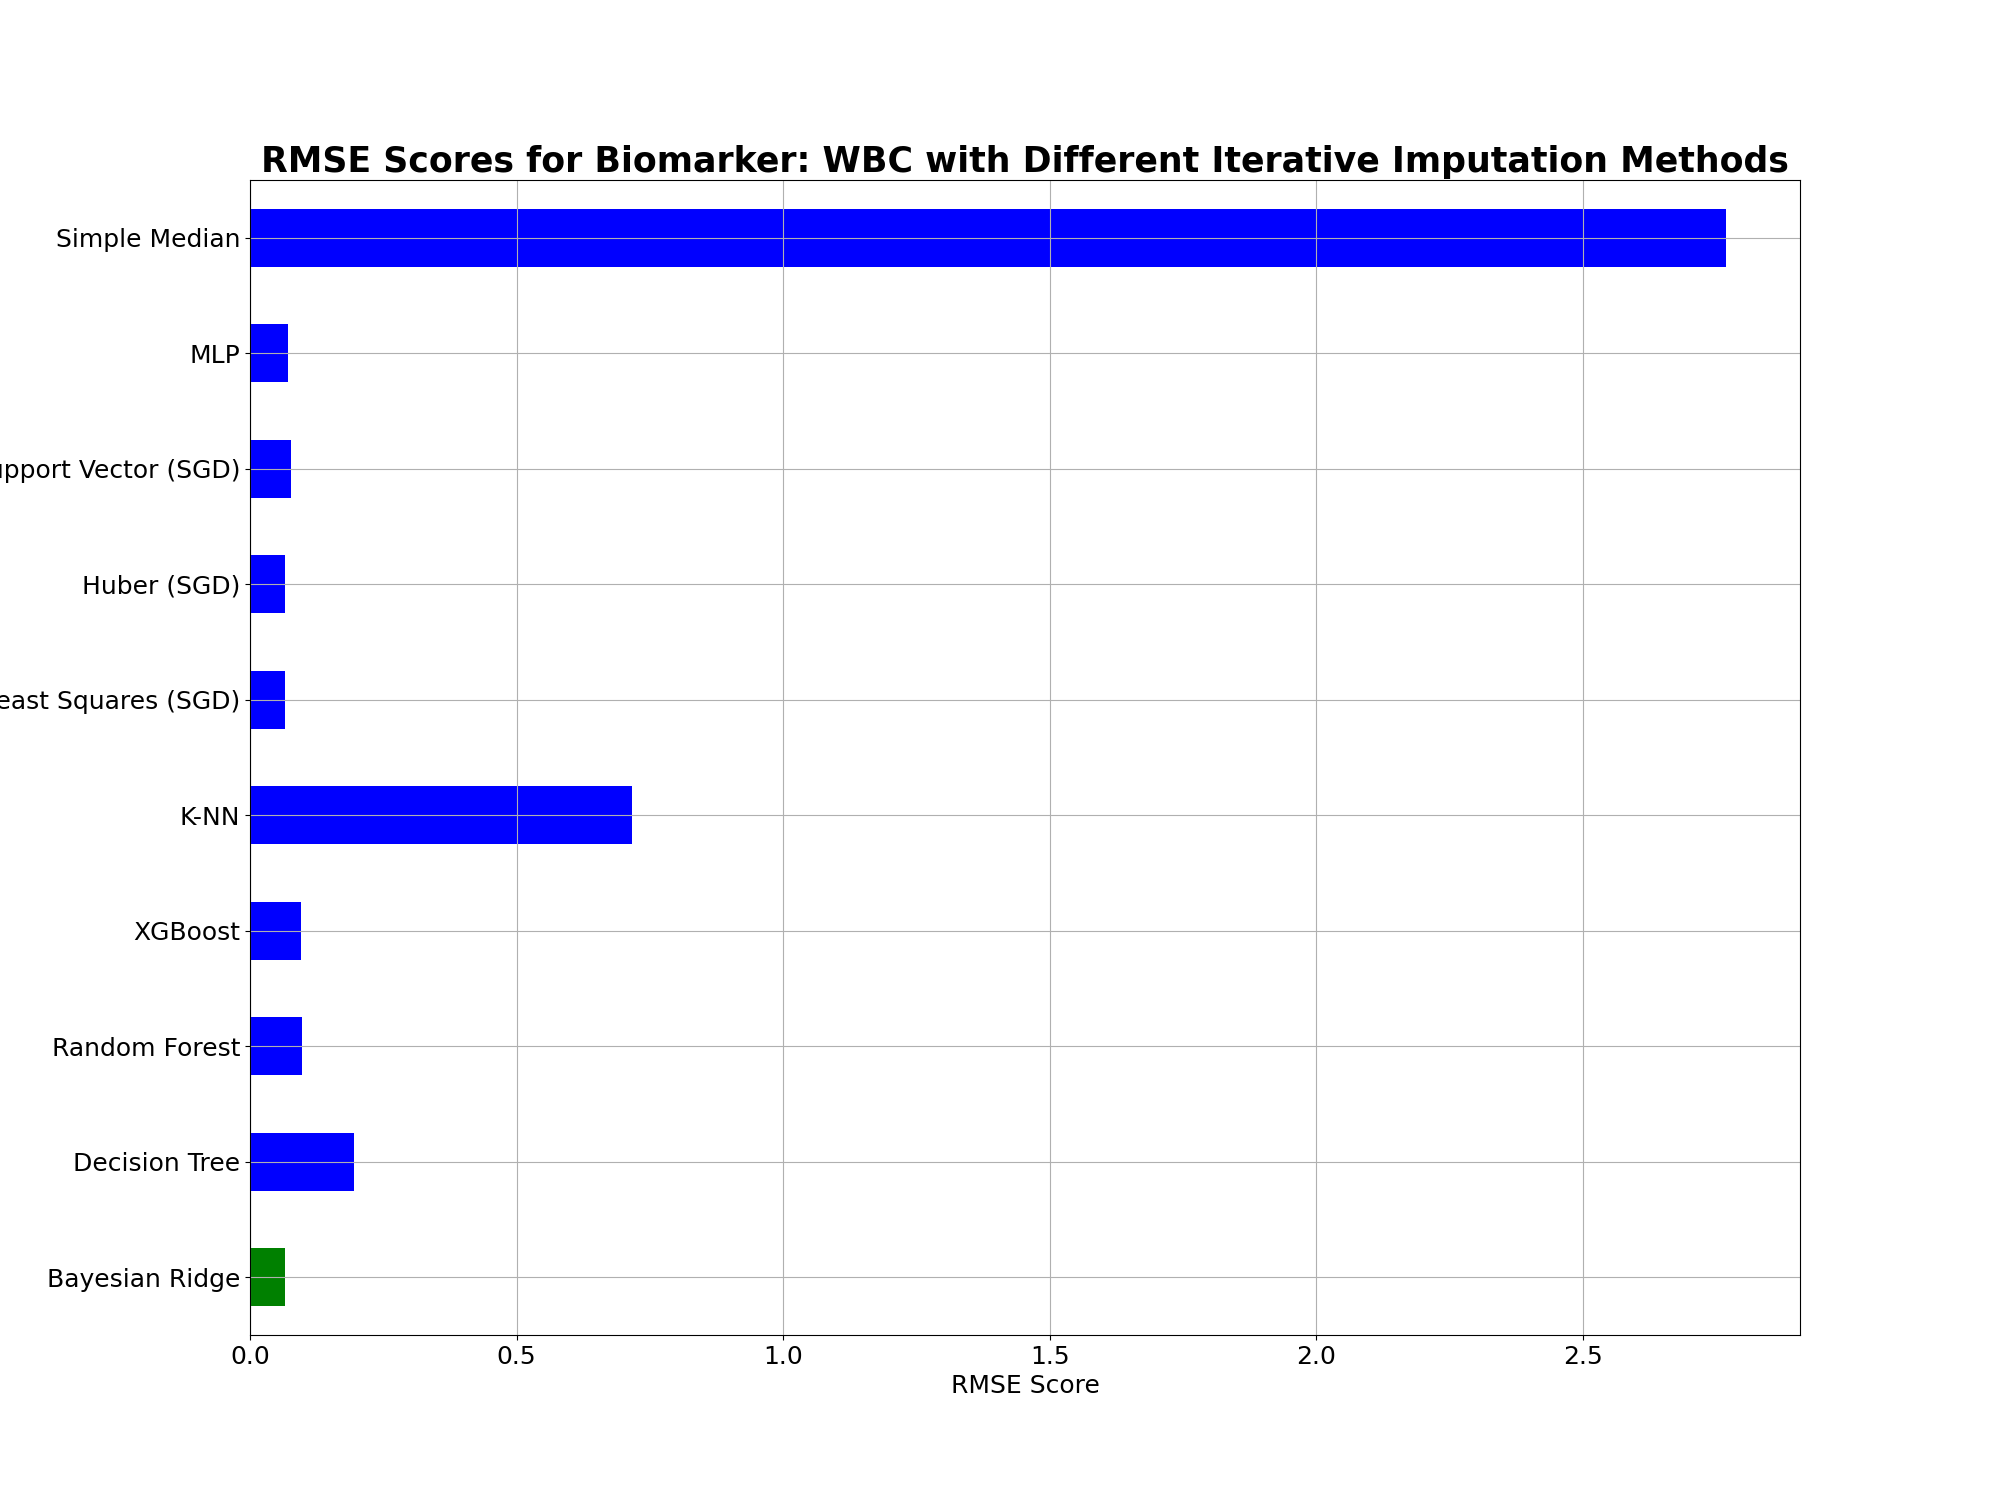 RMSE Scores for Biomarker: WBC with Different Iterative Imputation Methods
Simple Median
MLP
Vector (SGD)
Huber (SGD)
Squares (SGD)
K-NN
XGBoost
Random Forest
Decision Tree
Bayesian Ridge
0.0 0.5 1.0 1.5 2.0 2.5
RMSE Score